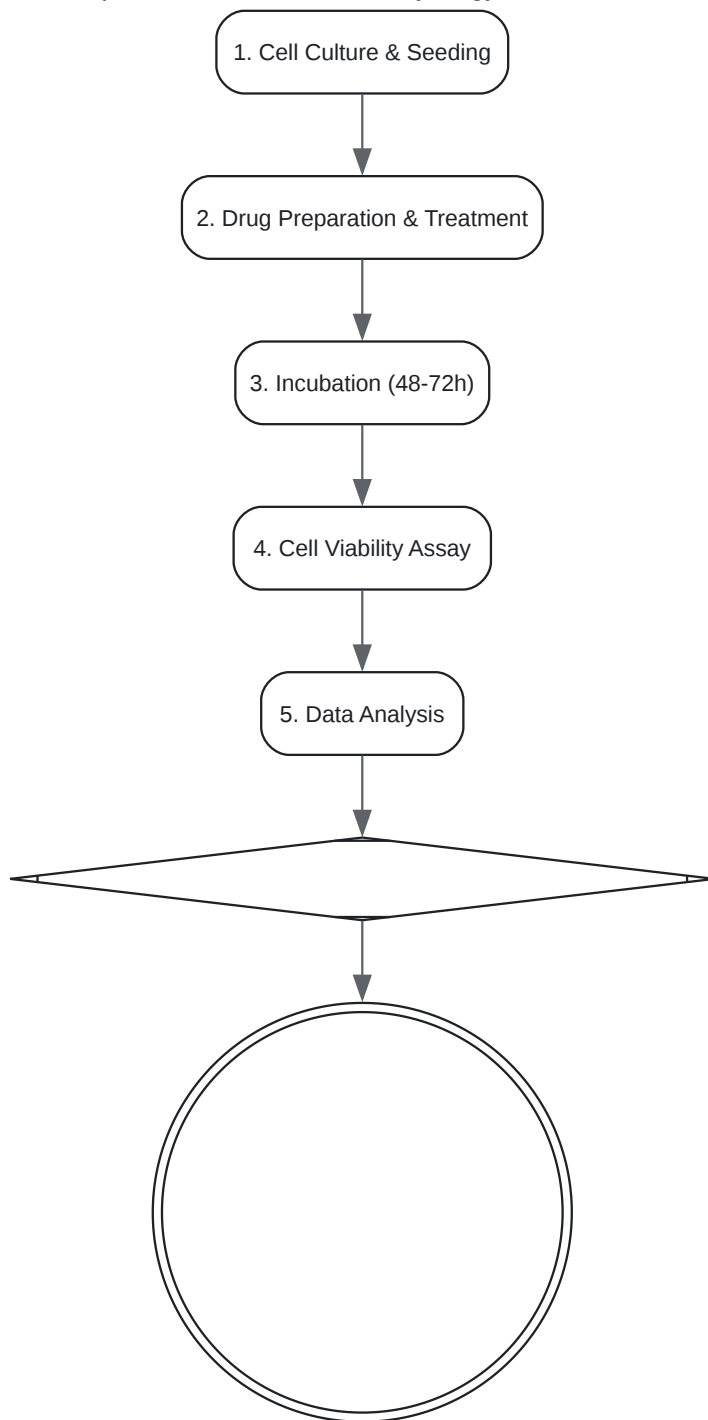 1. Cell Culture & Seeding
2. Drug Preparation & Treatment
3. Incubation (48-72h)
4. Cell Viability Assay
5. Data Analysis